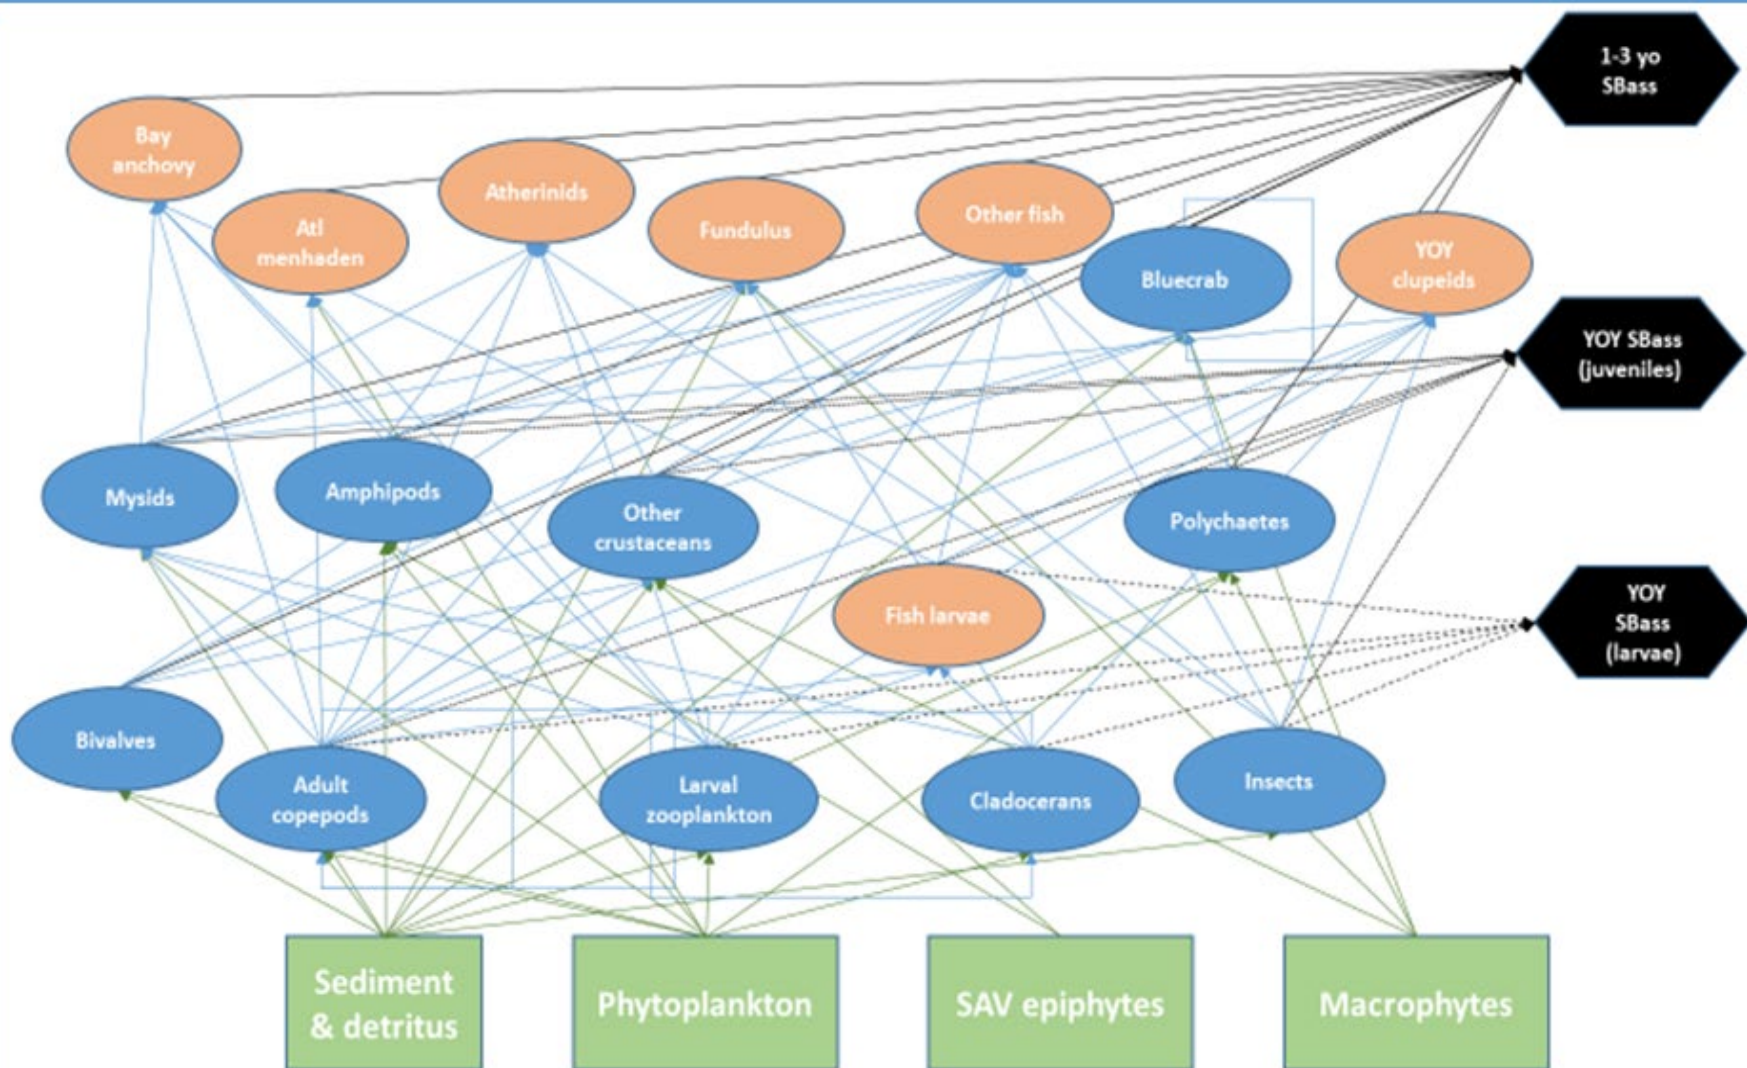 1-3 yo
SBass
Bay
anchovy
Atherinids
Atl
menhaden
Fundulus
Other fish
Bluecrab
YOY
clupeids
YOY SBass
(juveniles)
Mysids
Amphipods
Other
crustaceans
Polychaetes
Fish larvae
YOY
SBass
(larvae)
Bivalves
Adult
copepods
Larval
zooplankton
Cladocerans
Insects
Sediment
& detritus
Phytoplankton
SAV epiphytes
Macrophytes